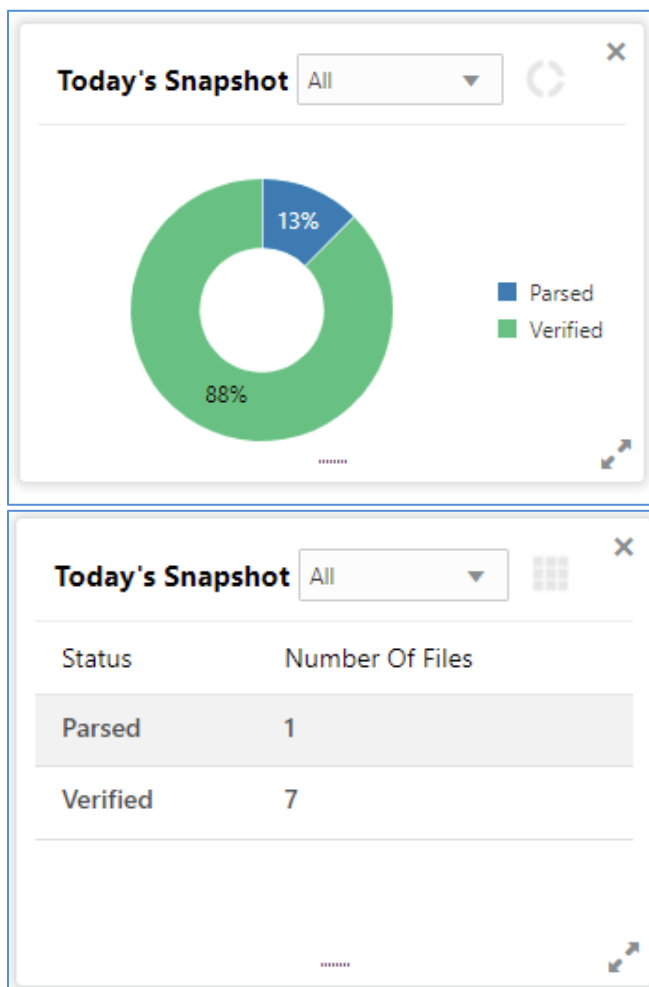 Today's Snapshot All
13%
Parsed
Verified
88%
Today's Snapshot All
Status Number Of Files
Parsed 1
Verified 7